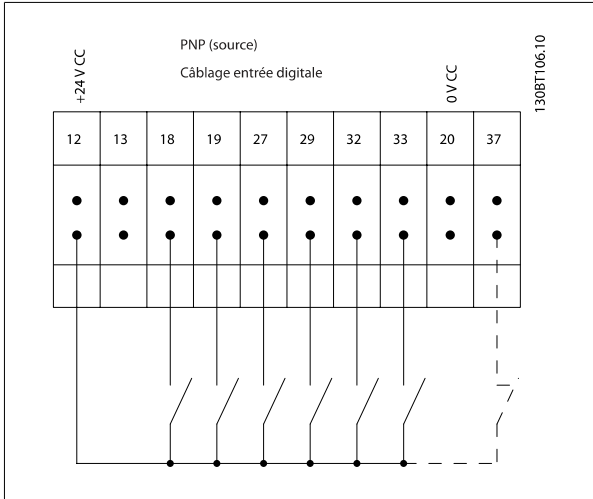 PNP (source)
Câblage entrée digitale
+24 V CC
0 V CC
130BT106.10
12 13 18 19 27 29 32 33 20 37